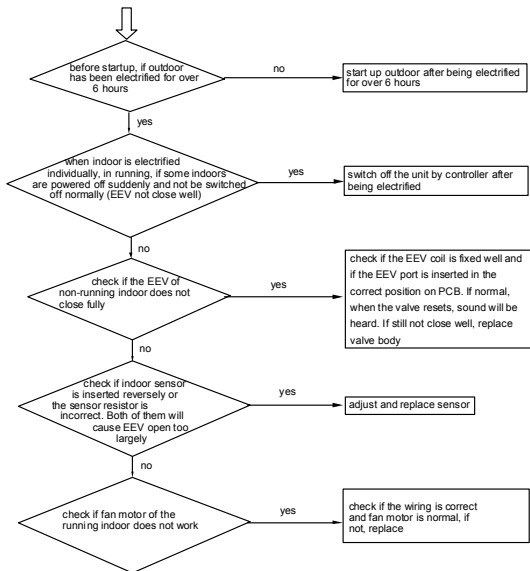 before startup, if outdoor
has been electrified for over
6 hours
no
start up outdoor after being electrified
for over 6 hours
yes
when indoor is electrified
individually, in running, if some indoors
are powered off suddenly and not be switched
off normally (EEV not close well)
yes
switch off the unit by controller after
being electrified
no
check if the EEV of
non-running indoor does not
close fully
yes
check if the EEV coil is fixed well and
if the EEV port is inserted in the
correct position on PCB. If normal,
when the valve resets, sound will be
heard. If still not close well, replace
valve body
no
check if indoor sensor
is inserted reversely or
the sensor resistor is
incorrect. Both of them will
cause EEV open too
largely
yes
adjust and replace sensor
no
check if fan motor of the
running indoor does not work
yes
check if the wiring is correct
and fan motor is normal, if
not, replace